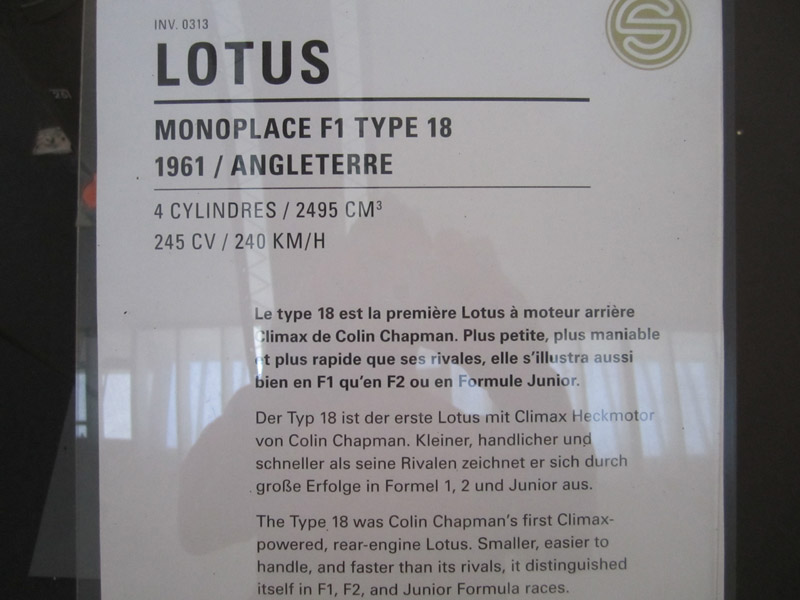 INV. 0313
LOTUS
MONOPLACE F1 TYPE 18
1961 / ANGLETERRE
4 CYLINDRES / 2495 CM³
245 CV / 240 KM/H
Le type 18 est la première Lotus à moteur arrière
Climax de Colin Chapman. Plus petite, plus maniable
et plus rapide que ses rivales, elle s'illustra aussi
bien en F1 qu'en F2 ou en Formule Junior.
Der Typ 18 ist der erste Lotus mit Climax Heckmotor
von Colin Chapman. Kleiner, handlicher und
schneller als seine Rivalen zeichnet er sich durch
große Erfolge in Formel 1, 2 und Junior aus.
The Type 18 was Colin Chapman's first Climax-
powered, rear-engine Lotus. Smaller, easier to
handle, and faster than its rivals, it distinguished
itself in F1, F2, and Junior Formula races.